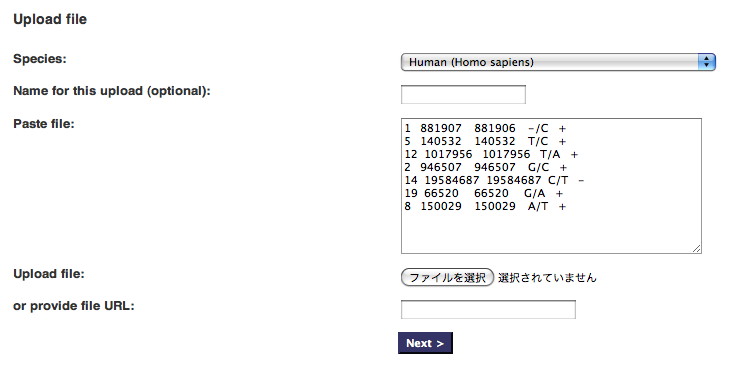 Upload file
Species:
Human (Homo sapiens)
Name for this upload (optional):
Paste file:
1 881907 881906 -/C +
5 140532 140532 T/C +
12 1017956 1017956 T/A +
2 946507 946507 G/C +
14 19584687 19584687 C/T -
19 66520 66520 G/A +
8 150029 150029 A/T +
Upload file:
ファイルを選択 選択されていません
or provide file URL:
Next >